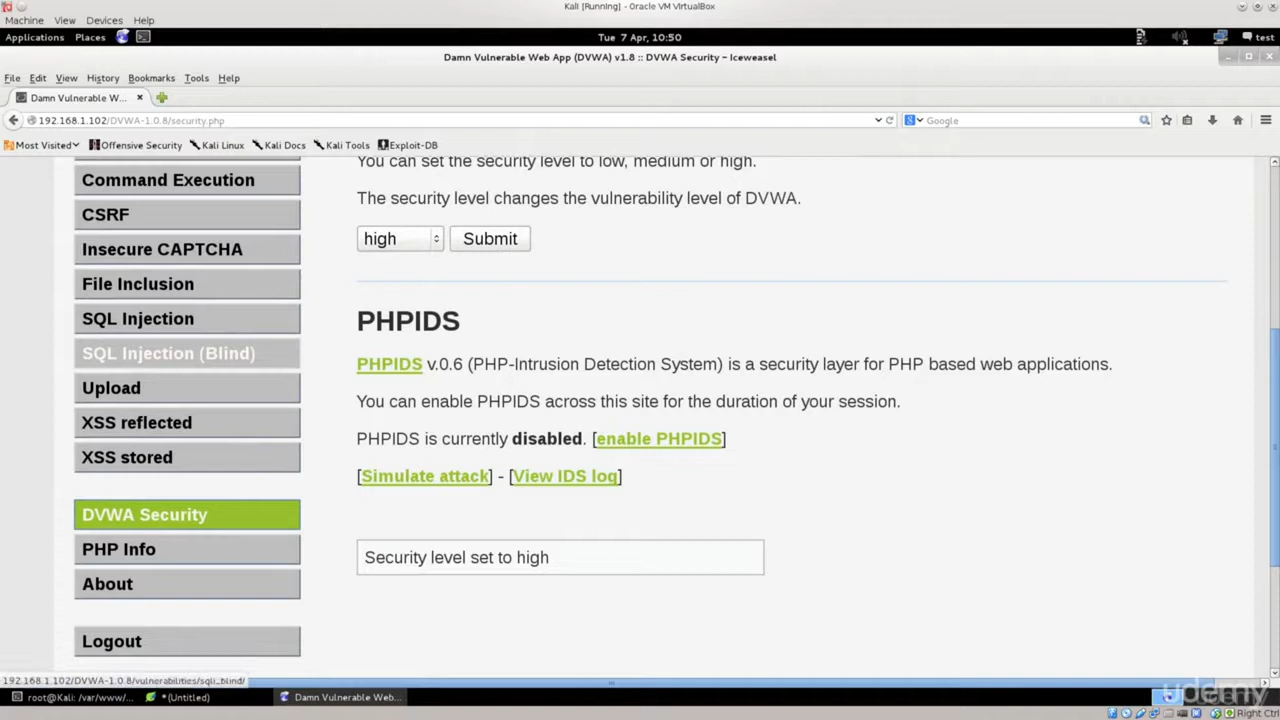 Kali [Running] - Oracle VM VirtualBox
Machine View Devices Help
Applications Places Tue 7 Apr, 10:50 test
Damn Vulnerable Web App (DVWA) v1.8 :: DVWA Security - Iceweasel
File Edit View History Bookmarks Tools Help
Damn Vulnerable Web A...
192.168.1.102/DVWA-1.0.8/security.php Google
Most Visited Offensive Security Kali Linux Kali Docs Kali Tools Exploit-DB
You can set the security level to low, medium or high.
Command Execution
The security level changes the vulnerability level of DVWA.
CSRF
high Submit
Insecure CAPTCHA
File Inclusion
SQL Injection
PHPIDS
SQL Injection (Blind)
PHPIDS v.0.6 (PHP-Intrusion Detection System) is a security layer for PHP based web applications.
Upload
You can enable PHPIDS across this site for the duration of your session.
XSS reflected
PHPIDS is currently disabled. [enable PHPIDS]
XSS stored
[Simulate attack] - [View IDS log]
DVWA Security
PHP Info
Security level set to high
About
Logout
192.168.1.102/DVWA-1.0.8/vulnerabilities/sqli_blind/
root@Kali: /var/www/... *(Untitled) Damn Vulnerable Web...
udemy
Right Ctrl